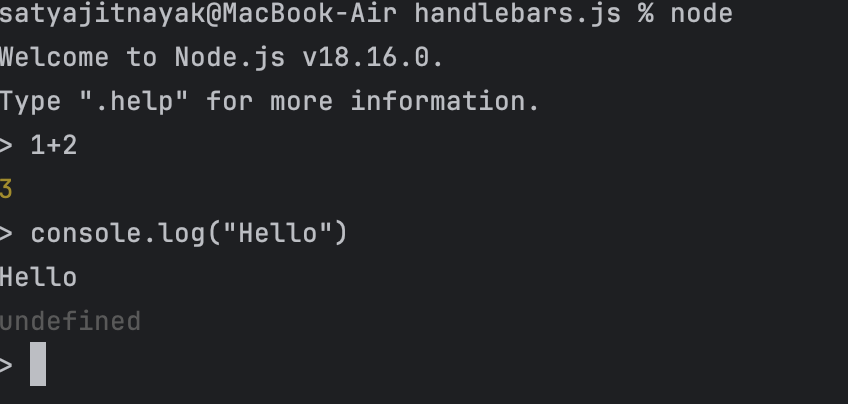 satyajitnayak@MacBook-Air handlebars.js % node
Welcome to Node.js v18.16.0.
Type ".help" for more information.
> 1+2
3
> console.log("Hello")
Hello
undefined
>